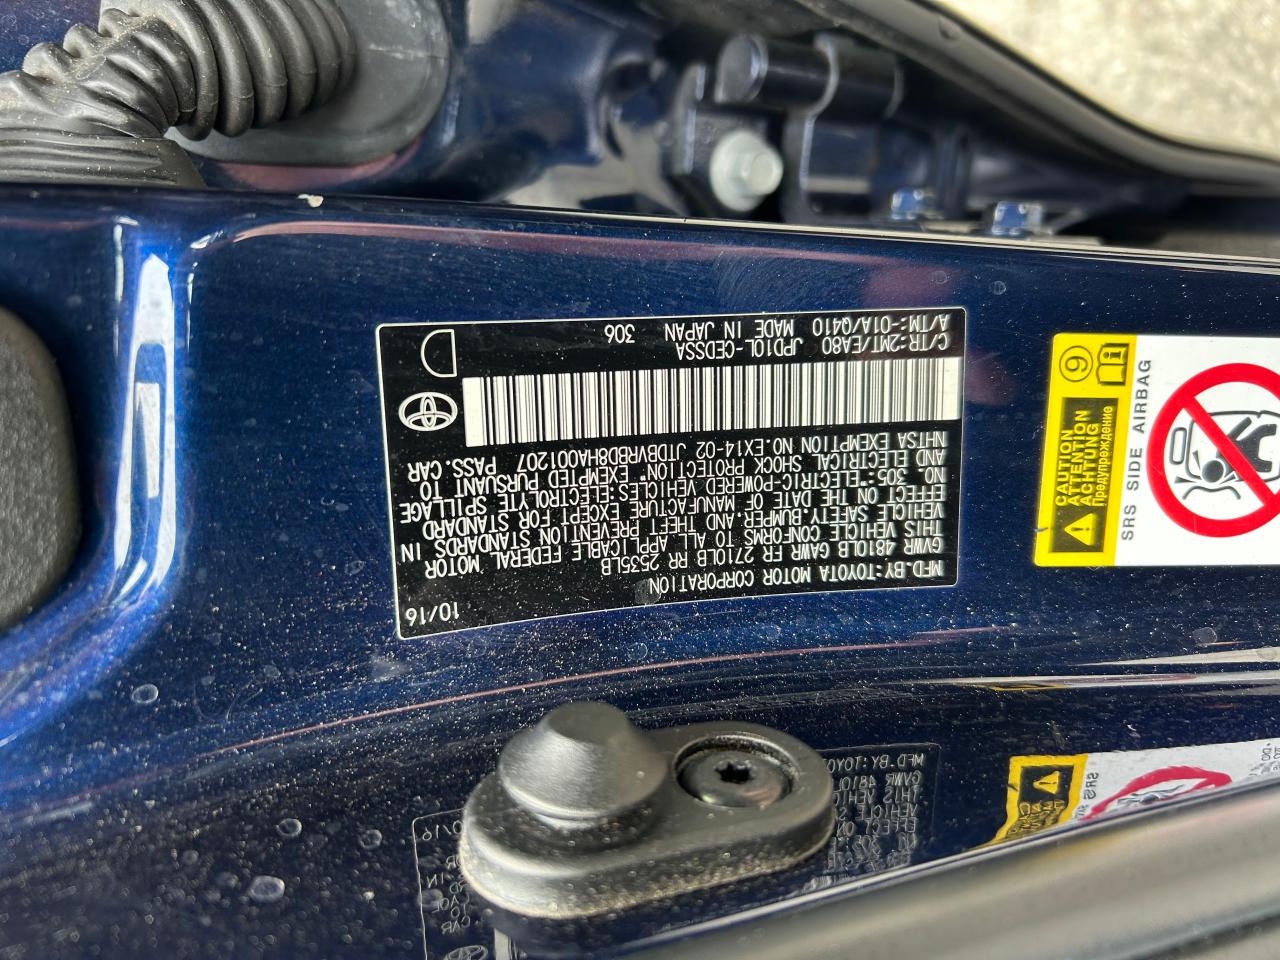 MFD.BY:TOYOTA MOTOR CORPORATION 10/16
GVWR 4810LB GAWR FR 2710LB RR 2535LB
THIS VEHICLE CONFORMS TO ALL APPLICABLE FEDERAL MOTOR
VEHICLE SAFETY,BUMPER,AND THEFT PREVENTION STANDARDS IN
EFFECT ON THE DATE OF MANUFACTURE EXCEPT FOR STANDARD
NO.305:"ELECTRIC-POWERED VEHICLES:ELECTROLYTE SPILLAGE
AND ELECTRICAL SHOCK PROTECTION" EXEMPTED PURSUANT TO
NHTSA EXEMPTION NO.EX14-02 JTDBVRBD8HA001207 PASS.CAR
C/TR:2MT/EA80 JPD10L-CEDSSA
A/TM:-01A/Q410 MADE IN JAPAN 306
CAUTION
ATTENTION
ACHTUNG
Предупреждение
SRS SIDE AIRBAG